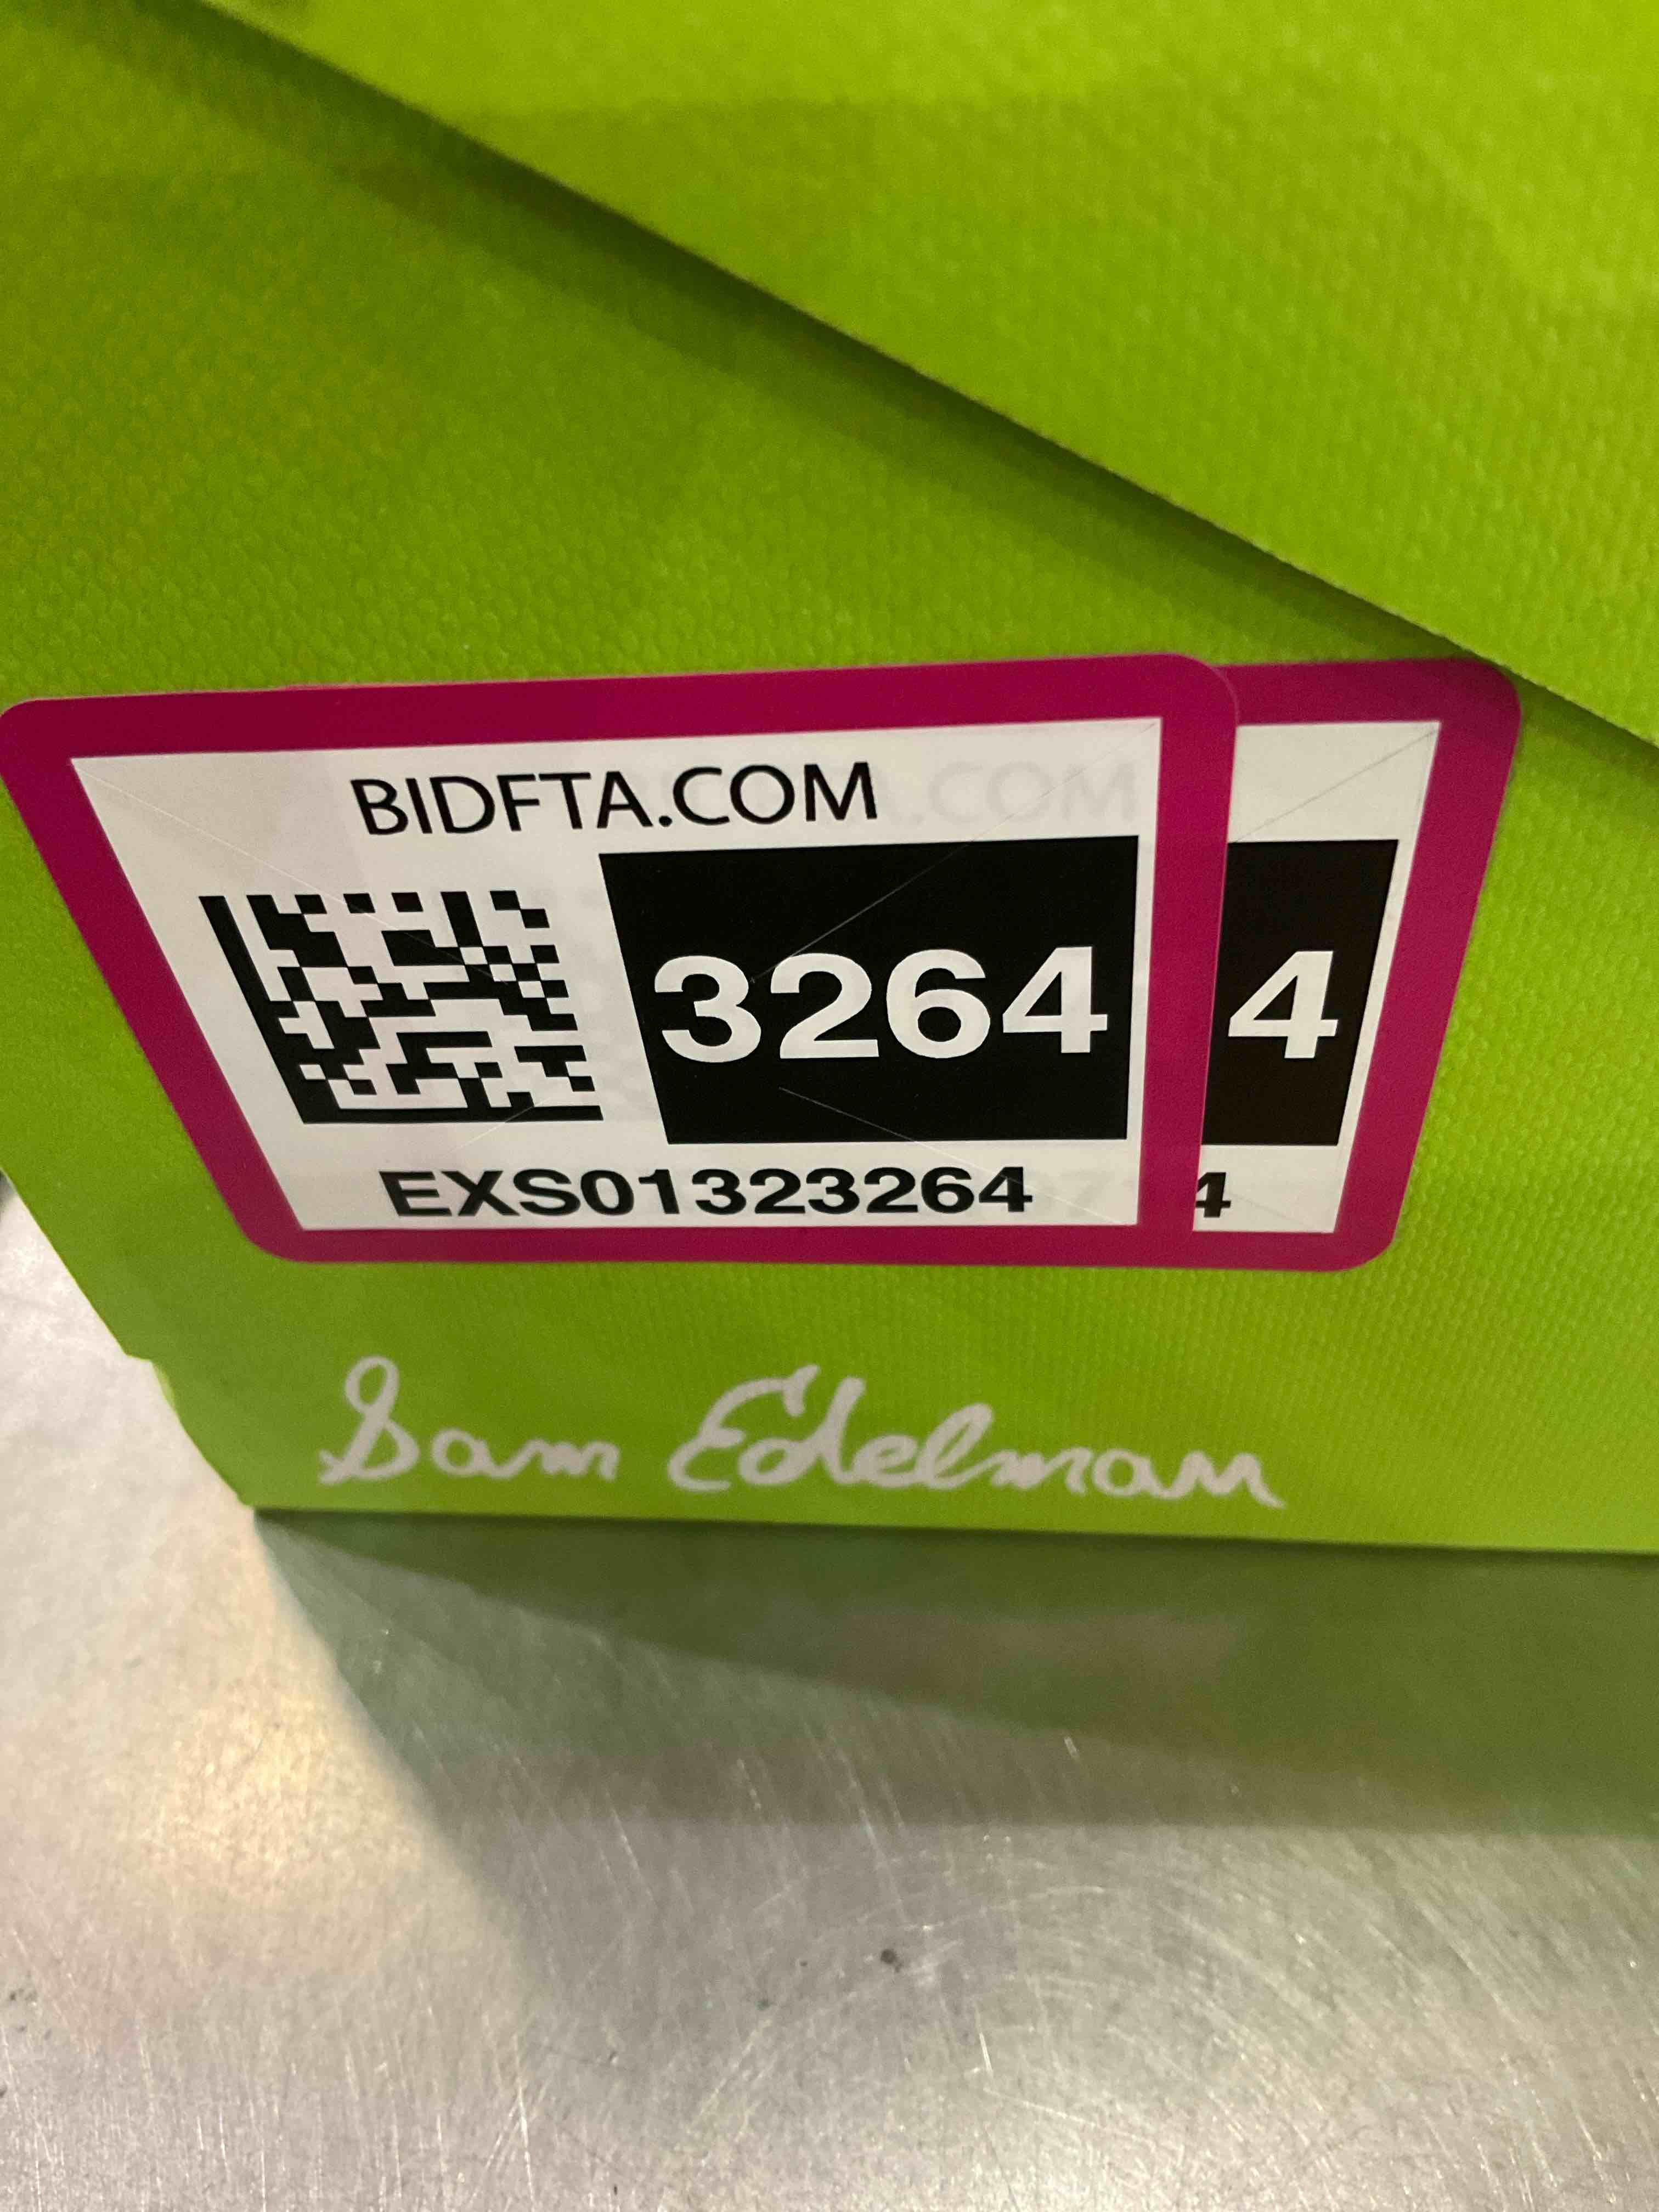 BIDFTA.COM
3264
4
EXS01323264
4
Sam Edelman